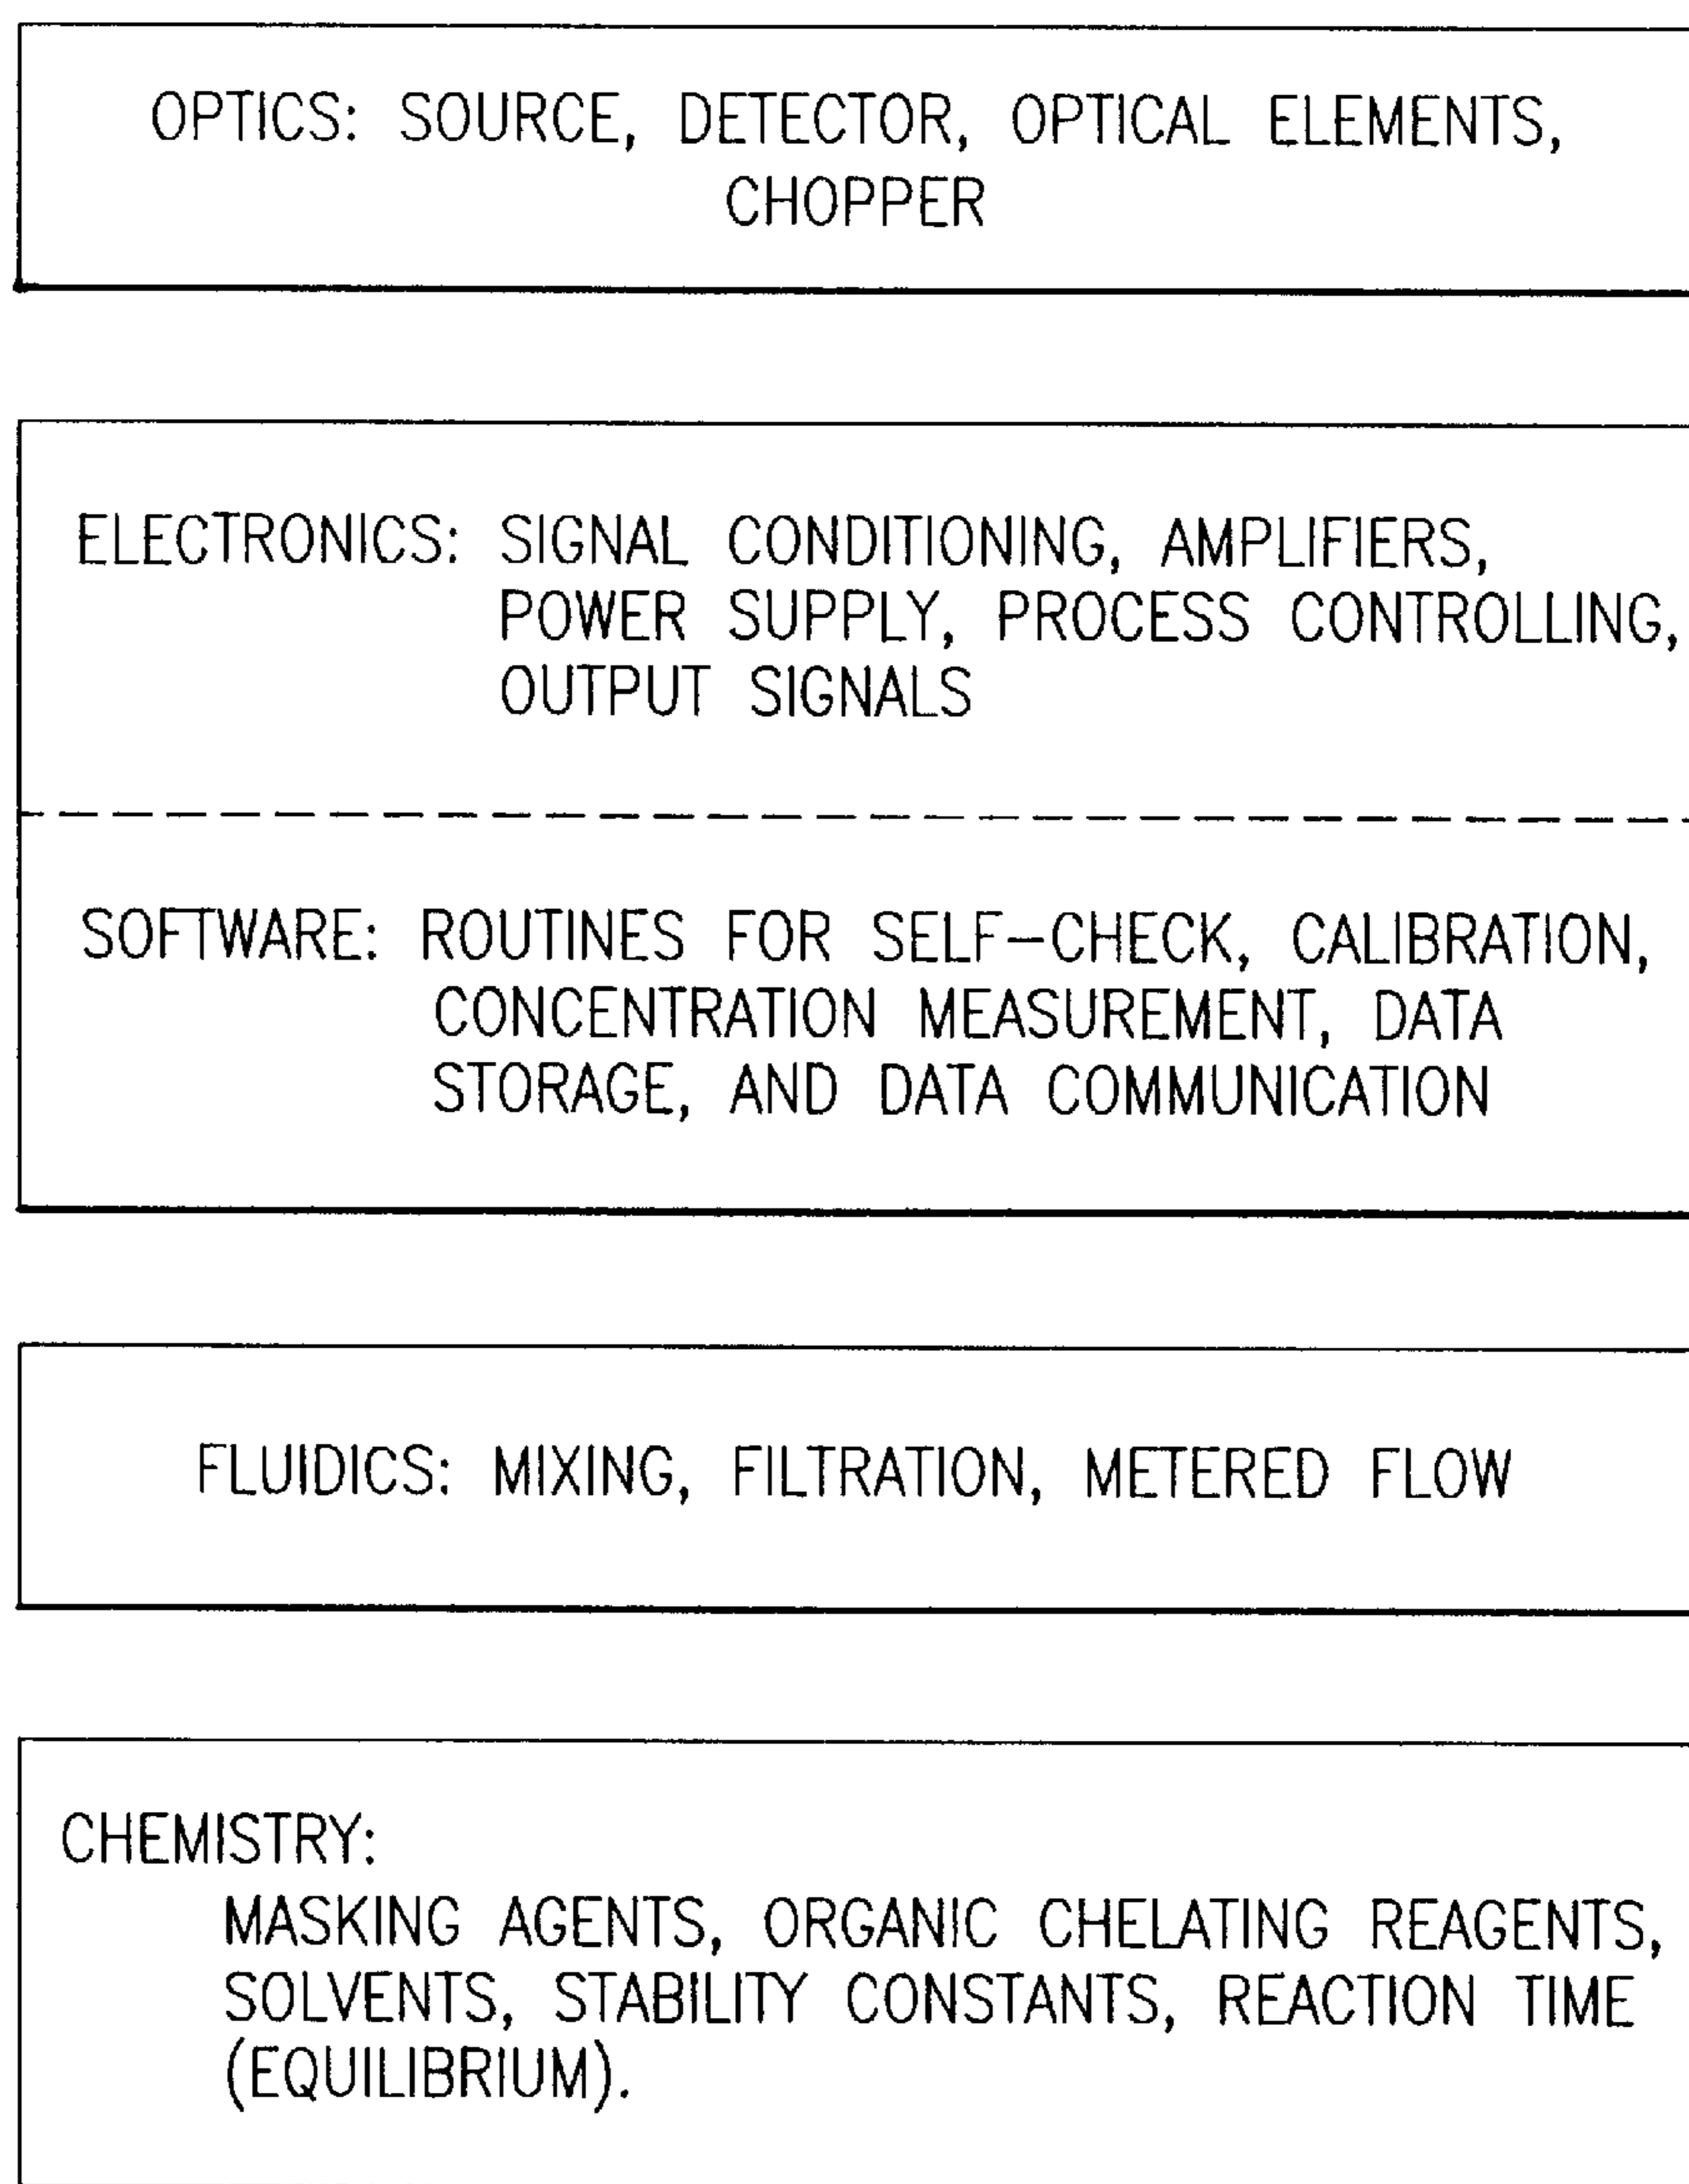 OPTICS: SOURCE, DETECTOR, OPTICAL ELEMENTS,
CHOPPER
ELECTRONICS: SIGNAL CONDITIONING, AMPLIFIERS,
POWER SUPPLY, PROCESS CONTROLLING,
OUTPUT SIGNALS
SOFTWARE: ROUTINES FOR SELF-CHECK, CALIBRATION,
CONCENTRATION MEASUREMENT, DATA
STORAGE, AND DATA COMMUNICATION
FLUIDICS: MIXING, FILTRATION, METERED FLOW
CHEMISTRY:
MASKING AGENTS, ORGANIC CHELATING REAGENTS,
SOLVENTS, STABILITY CONSTANTS, REACTION TIME
(EQUILIBRIUM).